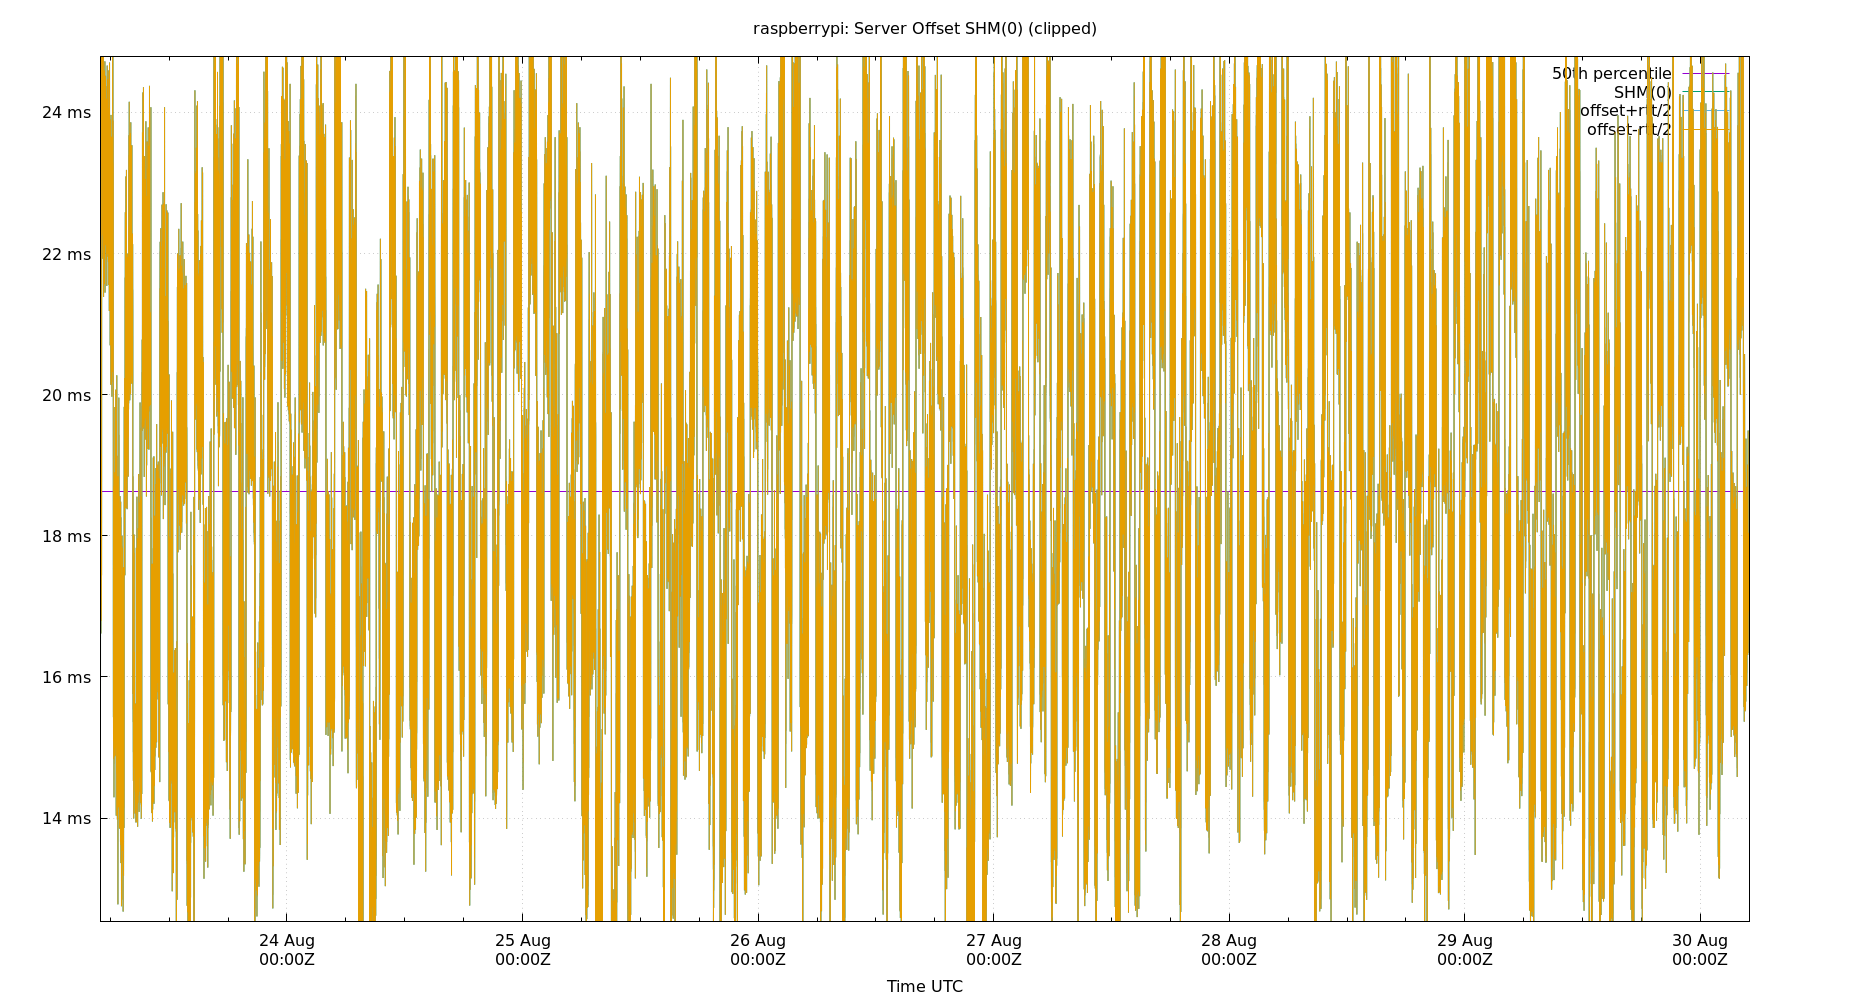 raspberrypi: Server Offset SHM(0) (clipped)
50th percentile
SHM(0)
offset+rtt/2
offset-rtt/2
24 ms
22 ms
20 ms
18 ms
16 ms
14 ms
24 Aug 25 Aug 26 Aug 27 Aug 28 Aug 29 Aug 30 Aug
00:00Z 00:00Z 00:00Z 00:00Z 00:00Z 00:00Z 00:00Z
Time UTC